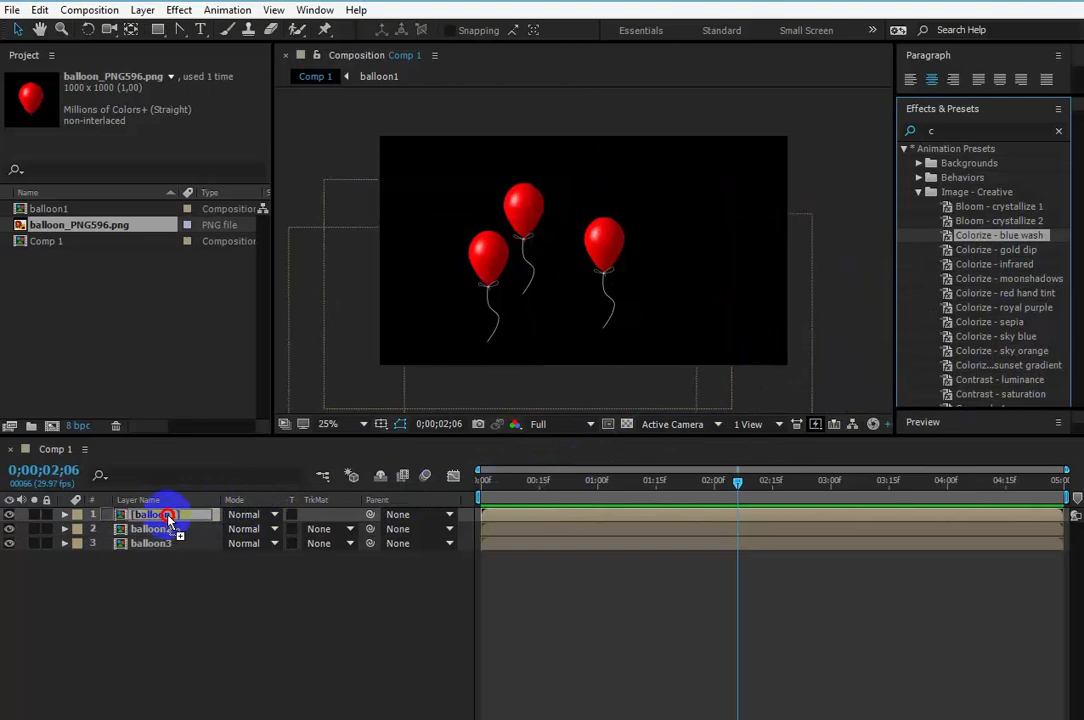 File Edit Composition Layer Effect Animation View Window Help
Snapping Essentials Standard Small Screen » Search Help
Project
balloon_PNG596.png ▼, used 1 time
1000 x 1000 (1,00)
Millions of Colors+ (Straight)
non-interlaced
Name Type
balloon1 Composition
balloon_PNG596.png PNG file
Comp 1 Composition
8 bpc
Composition Comp 1
Comp 1 balloon1
25% 0;00;02;06 Full Active Camera 1 View
Paragraph
Effects & Presets
c
* Animation Presets
Backgrounds
Behaviors
Image - Creative
Bloom - crystallize 1
Bloom - crystallize 2
Colorize - blue wash
Colorize - gold dip
Colorize - infrared
Colorize - moonshadows
Colorize - red hand tint
Colorize - royal purple
Colorize - sepia
Colorize - sky blue
Colorize - sky orange
Coloriz...sunset gradient
Contrast - luminance
Contrast - saturation
Preview
Comp 1
0;00;02;06
00066 (29.97 fps)
:00f 00:15f 01:00f 01:15f 02:00f 02:15f 03:00f 03:15f 04:00f 04:15f 05:00
# Layer Name Mode T TrkMat Parent
1 Normal None
2 Normal None None
3 balloon3 Normal None None